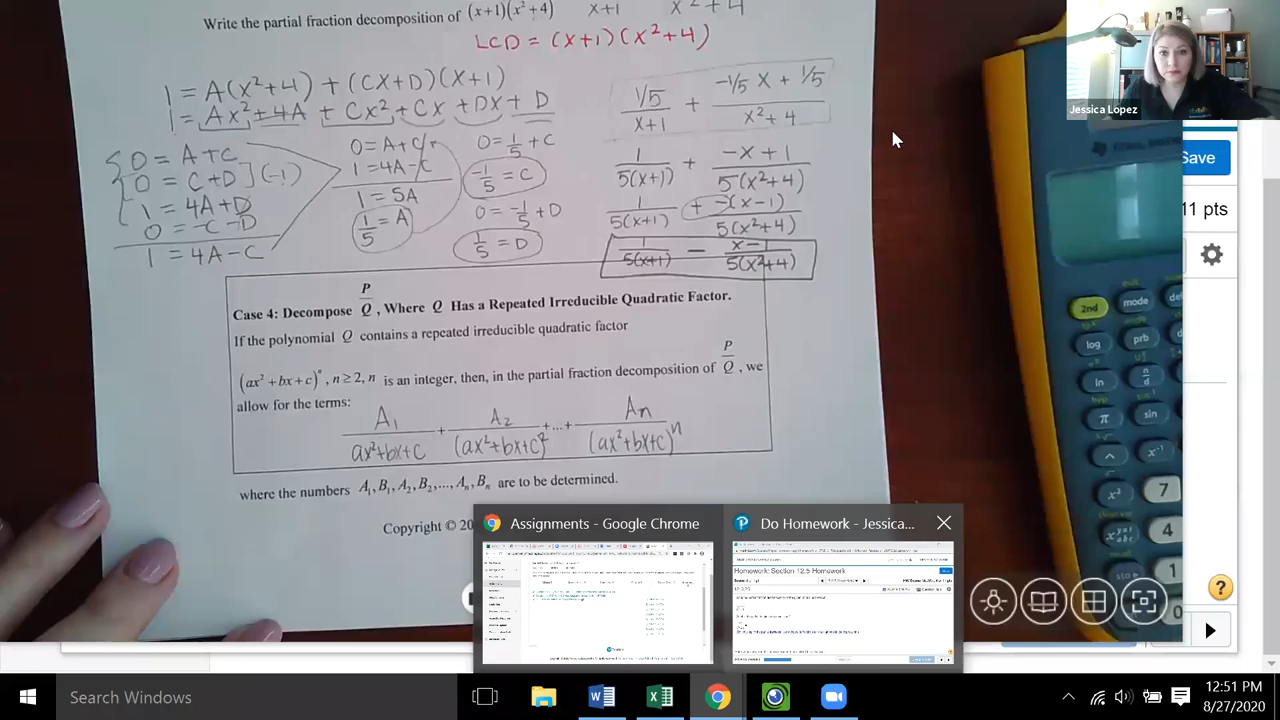 Write the partial fraction decomposition of (x+1)(x²+4) x+1 x²+4
LCD = (x+1)(x²+4)
1 = A(x²+4) + (Cx+D)(x+1)
1 = Ax² + 4A + Cx² + Cx + Dx + D
0 = A+C
0 = C+D ] (-1)
1 = 4A+D
0 = -C-D
1 = 4A-C
0 = A+C
1 = 4A-C
1 = 5A
1/5 = A
0 = 1/5 + C
-1/5 = C
0 = -1/5 + D
1/5 = D
1/5 / x+1 + -1/5 x + 1/5 / x²+4
1 / 5(x+1) + -x+1 / 5(x²+4)
1 / 5(x+1) + -(x-1) / 5(x²+4)
1 / 5(x+1) - x-1 / 5(x²+4)
Case 4: Decompose P/Q, Where Q Has a Repeated Irreducible Quadratic Factor.
If the polynomial Q contains a repeated irreducible quadratic factor
(ax²+bx+c)ⁿ, n≥2, n is an integer, then, in the partial fraction decomposition of P/Q, we
allow for the terms:
A / ax²+bx+c + A₂ / (ax²+bx+c)² +...+ An / (ax²+bx+c)ⁿ
where the numbers A₁,B₁,A₂,B₂,...,Aₙ,Bₙ are to be determined.
Copyright © 20
Jessica Lopez
Save
11 pts
2nd
mode
log
prb
ln
n/d
π
sin
^
x²
7
4
1
0
Assignments - Google Chrome
Do Homework - Jessica...
Homework: Section 12.5 Homework
?
Search Windows
12:51 PM
8/27/2020